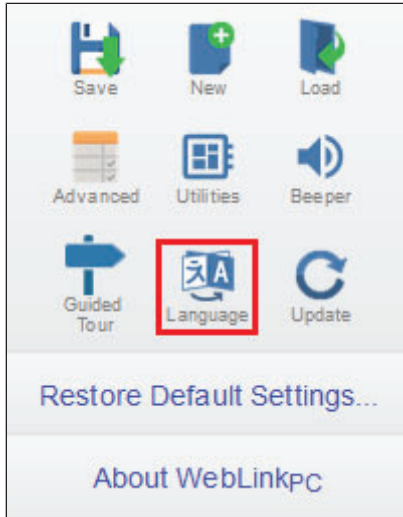 Save New Load
Advanced Utilities Beeper
Guided
Tour
Language Update
Restore Default Settings...
About WebLinkPC